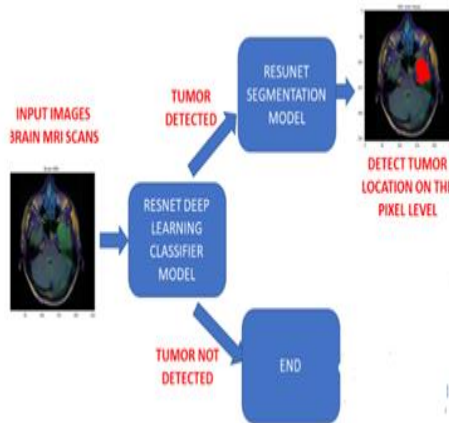 INPUT IMAGES
BRAIN MRI SCANS
RESNET DEEP
LEARNING
CLASSIFIER
MODEL
TUMOR
DETECTED
RESUNET
SEGMENTATION
MODEL
DETECT TUMOR
LOCATION ON THE
PIXEL LEVEL
TUMOR NOT
DETECTED
END